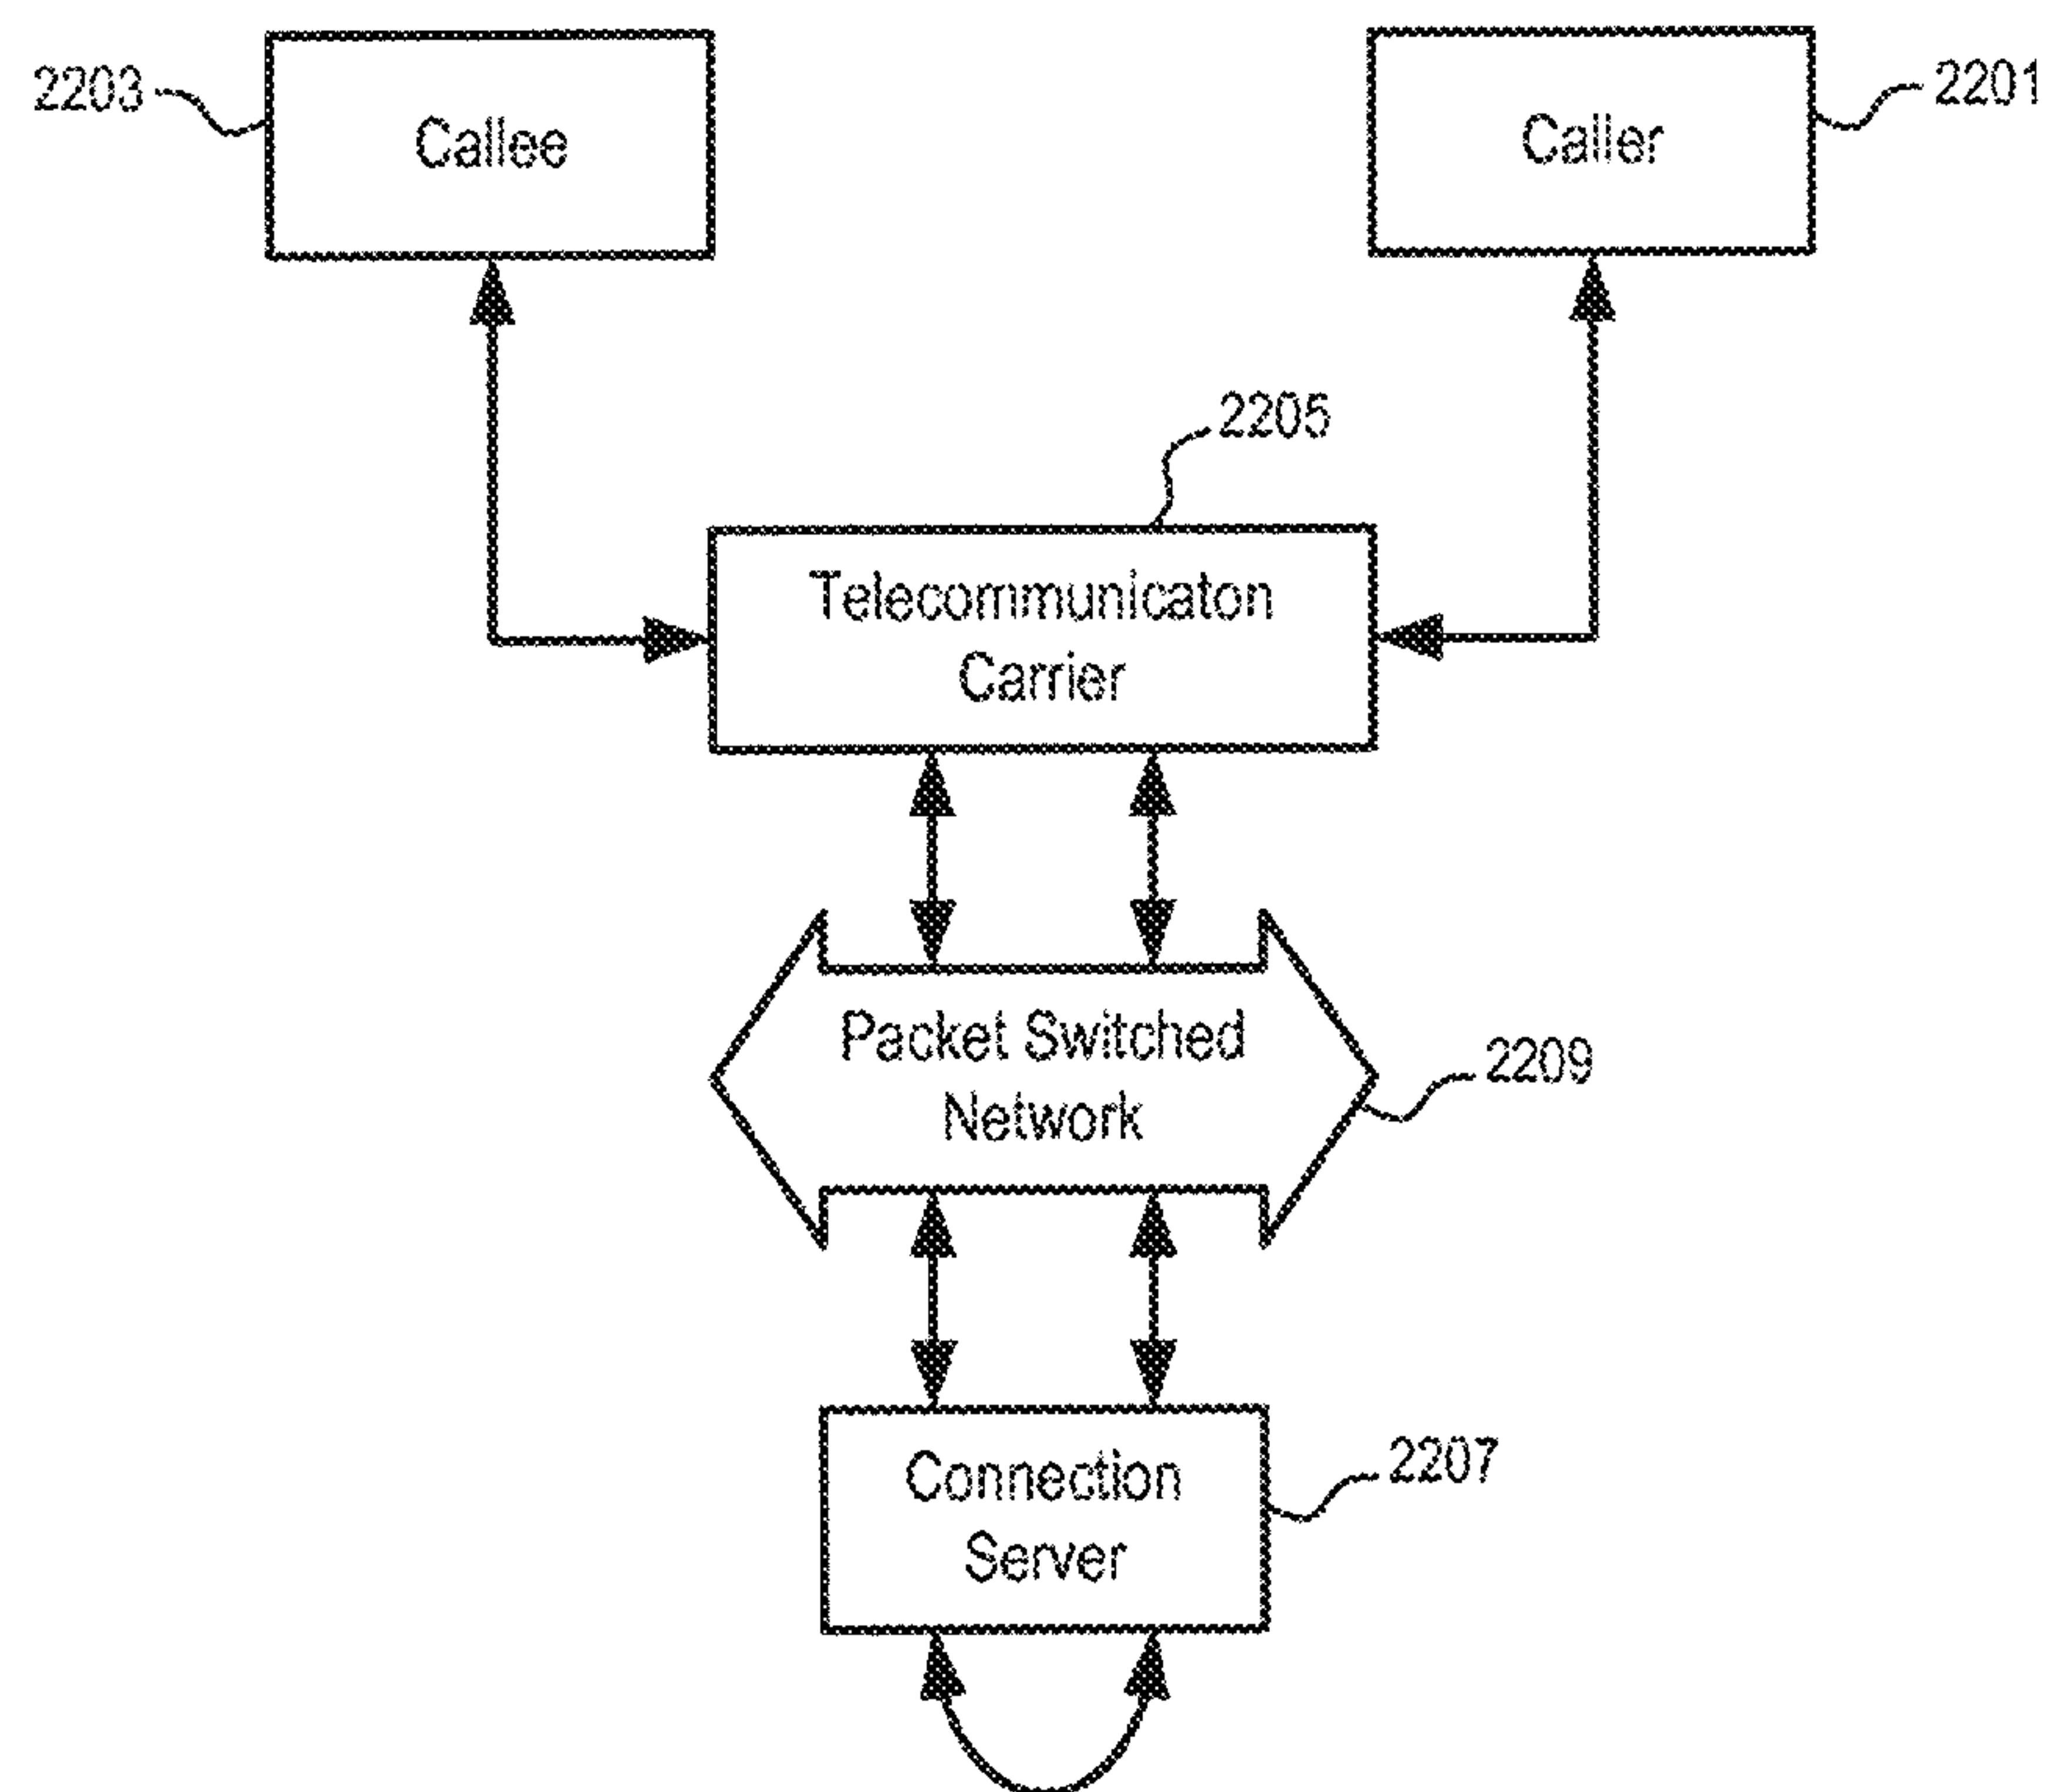 2203
Callee
Caller
2201
2205
Telecommunicaton
Carrier
Packet Switched
Network
2209
Connection
Server
2207